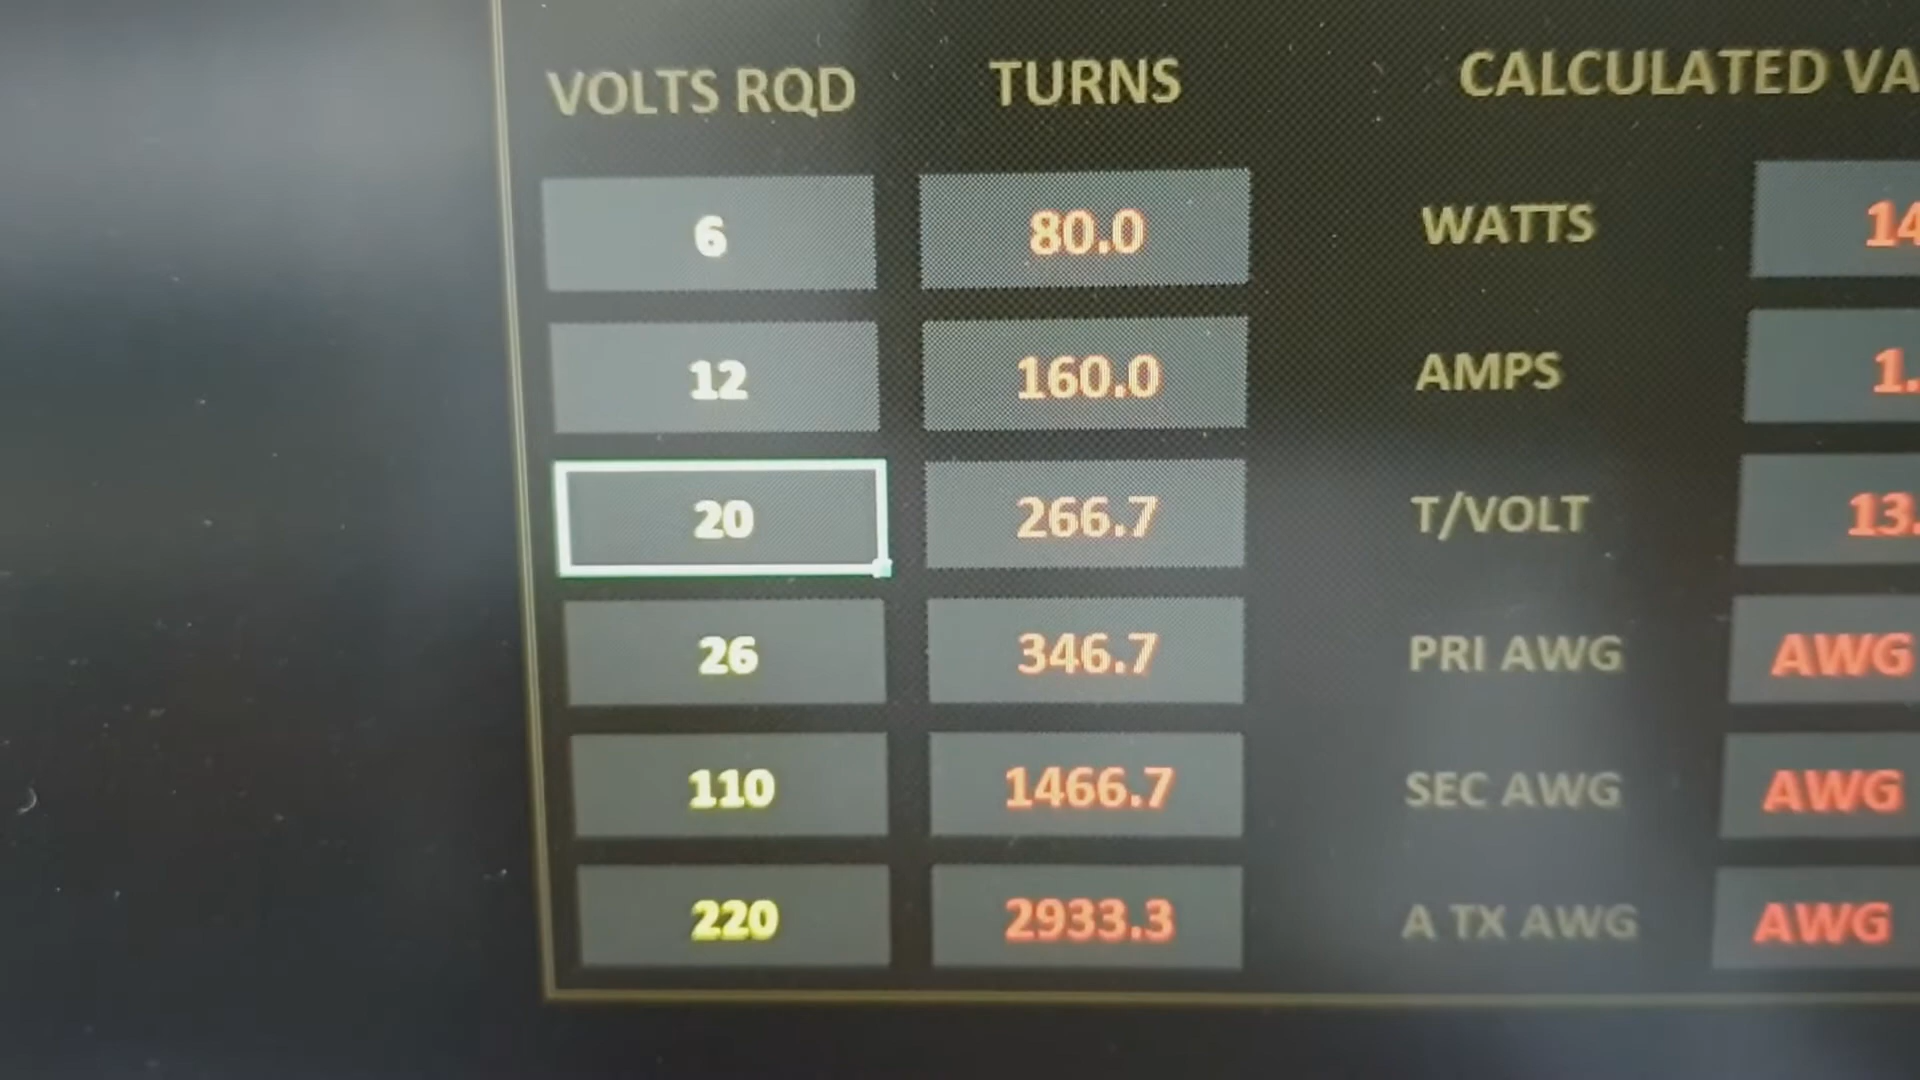 VOLTS RQD TURNS CALCULATED VA
6 80.0 WATTS 14
12 160.0 AMPS 1.
20 266.7 T/VOLT 13.
26 346.7 PRI AWG AWG
110 1466.7 SEC AWG AWG
220 2933.3 A TX AWG AWG